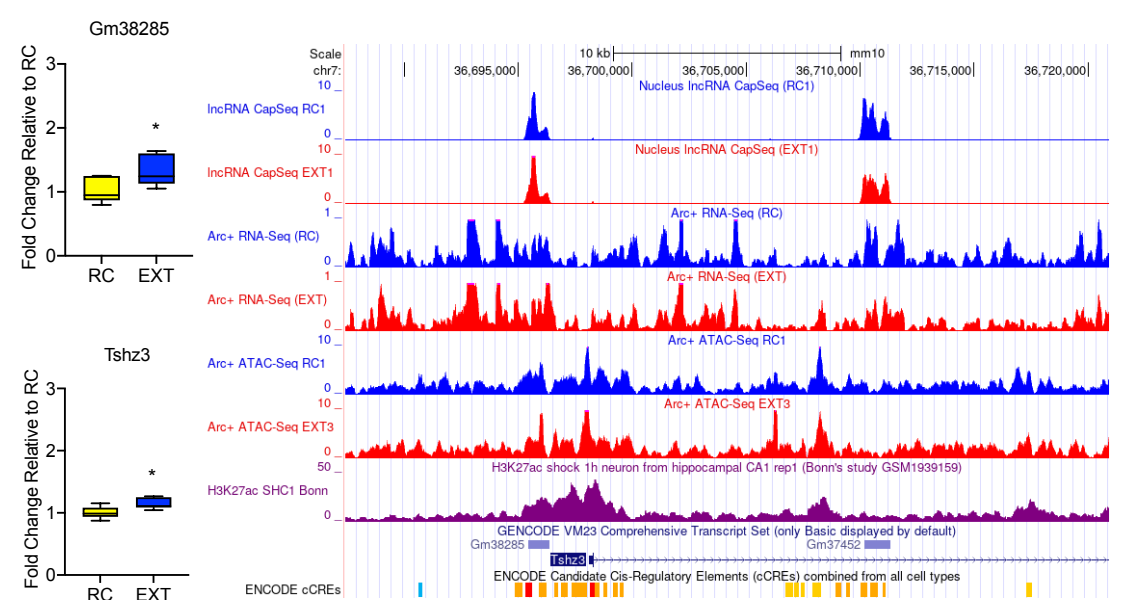 Gm38285
Fold Change Relative to RC
3
2
1
0
*
RC EXT
Tshz3
Fold Change Relative to RC
3
2
1
0
*
RC EXT
Scale 10 kb mm10
chr7: 36,695,000 36,700,000 36,705,000 36,710,000 36,715,000 36,720,000
Nucleus lncRNA CapSeq (RC1)
lncRNA CapSeq RC1
10
0
Nucleus lncRNA CapSeq (EXT1)
lncRNA CapSeq EXT1
10
0
Arc+ RNA-Seq (RC)
Arc+ RNA-Seq (RC)
1
0
Arc+ RNA-Seq (EXT)
Arc+ RNA-Seq (EXT)
1
0
Arc+ ATAC-Seq RC1
Arc+ ATAC-Seq RC1
10
0
Arc+ ATAC-Seq EXT3
Arc+ ATAC-Seq EXT3
10
0
H3K27ac shock 1h neuron from hippocampal CA1 rep1 (Bonn's study GSM1939159)
H3K27ac SHC1 Bonn
50
0
GENCODE VM23 Comprehensive Transcript Set (only Basic displayed by default)
Gm38285 Gm37452
Tshz3
ENCODE Candidate Cis-Regulatory Elements (cCREs) combined from all cell types
ENCODE cCREs